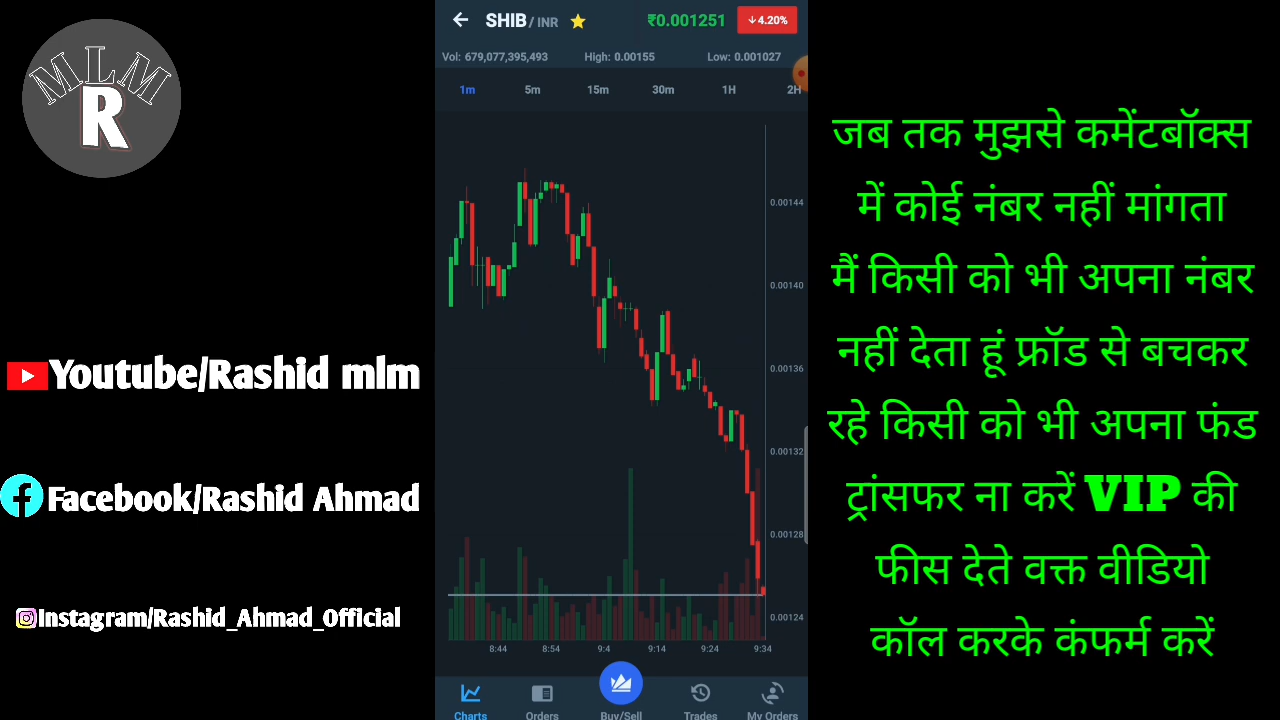 MLM
R
Youtube/Rashid mlm
Facebook/Rashid Ahmad
Instagram/Rashid_Ahmad_Official
SHIB/ INR ₹0.001251 ↓4.20%
Vol: 679,077,395,493 High: 0.00155 Low: 0.001027
1m 5m 15m 30m 1H 2H
0.00144
0.00140
0.00136
0.00132
0.00128
0.00124
8:44 8:54 9:4 9:14 9:24 9:34
Charts Orders Buy/Sell Trades My Orders
जब तक मुझसे कमेंटबॉक्स
में कोई नंबर नहीं मांगता
मैं किसी को भी अपना नंबर
नहीं देता हूं फ्रॉड से बचकर
रहे किसी को भी अपना फंड
ट्रांसफर ना करें VIP की
फीस देते वक्त वीडियो
कॉल करके कंफर्म करें